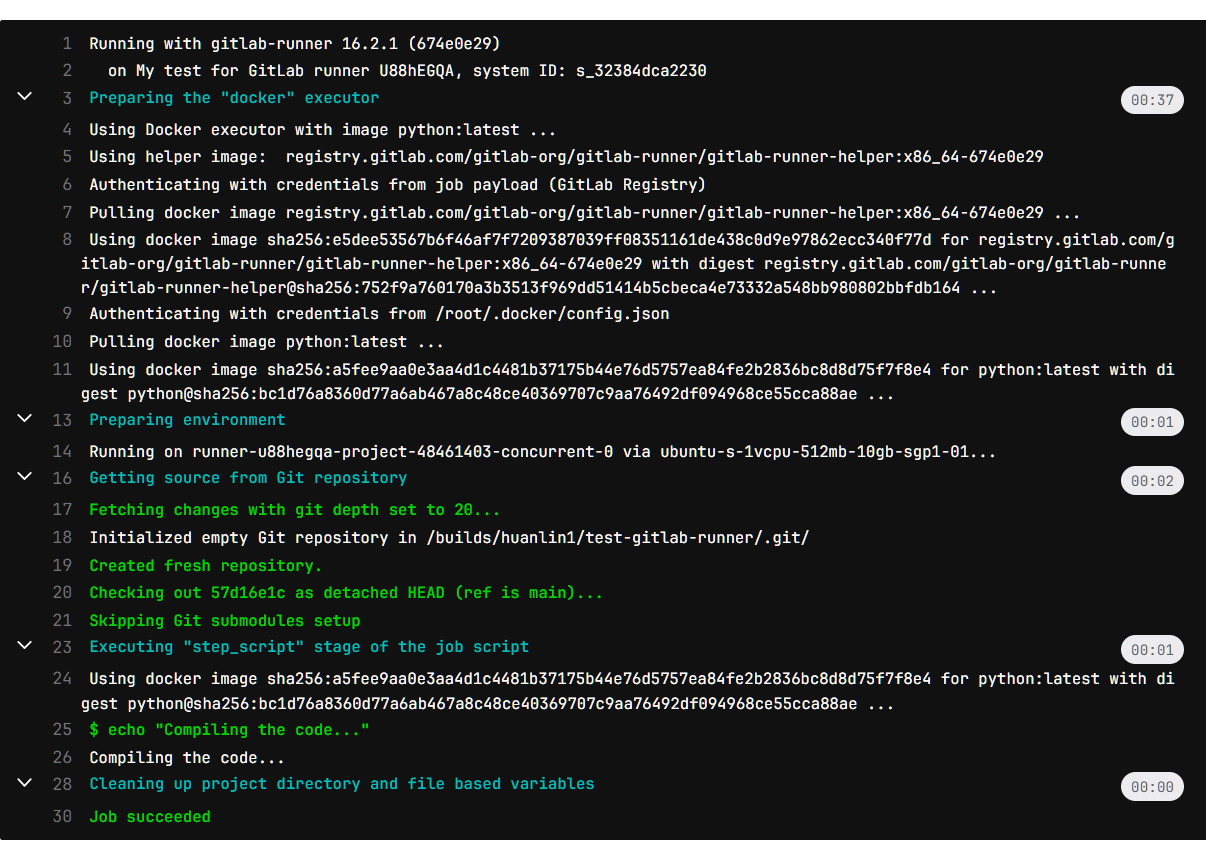 1 Running with gitlab-runner 16.2.1 (674e0e29)
2 on My test for GitLab runner U88hEGQA, system ID: s_32384dca2230
3 Preparing the "docker" executor 00:37
4 Using Docker executor with image python:latest ...
5 Using helper image:  registry.gitlab.com/gitlab-org/gitlab-runner/gitlab-runner-helper:x86_64-674e0e29
6 Authenticating with credentials from job payload (GitLab Registry)
7 Pulling docker image registry.gitlab.com/gitlab-org/gitlab-runner/gitlab-runner-helper:x86_64-674e0e29 ...
8 Using docker image sha256:e5dee53567b6f46af7f7209387039ff08351161de438c0d9e97862ecc340f77d for registry.gitlab.com/g
itlab-org/gitlab-runner/gitlab-runner-helper:x86_64-674e0e29 with digest registry.gitlab.com/gitlab-org/gitlab-runne
r/gitlab-runner-helper@sha256:752f9a760170a3b3513f969dd51414b5cbeca4e73332a548bb980802bbfdb164 ...
9 Authenticating with credentials from /root/.docker/config.json
10 Pulling docker image python:latest ...
11 Using docker image sha256:a5fee9aa0e3aa4d1c4481b37175b44e76d5757ea84fe2b2836bc8d8d75f7f8e4 for python:latest with di
gest python@sha256:bc1d76a8360d77a6ab467a8c48ce40369707c9aa76492df094968ce55cca88ae ...
13 Preparing environment 00:01
14 Running on runner-u88hegqa-project-48461403-concurrent-0 via ubuntu-s-1vcpu-512mb-10gb-sgp1-01...
16 Getting source from Git repository 00:02
17 Fetching changes with git depth set to 20...
18 Initialized empty Git repository in /builds/huanlin1/test-gitlab-runner/.git/
19 Created fresh repository.
20 Checking out 57d16e1c as detached HEAD (ref is main)...
21 Skipping Git submodules setup
23 Executing "step_script" stage of the job script 00:01
24 Using docker image sha256:a5fee9aa0e3aa4d1c4481b37175b44e76d5757ea84fe2b2836bc8d8d75f7f8e4 for python:latest with di
gest python@sha256:bc1d76a8360d77a6ab467a8c48ce40369707c9aa76492df094968ce55cca88ae ...
25 $ echo "Compiling the code..."
26 Compiling the code...
28 Cleaning up project directory and file based variables 00:00
30 Job succeeded